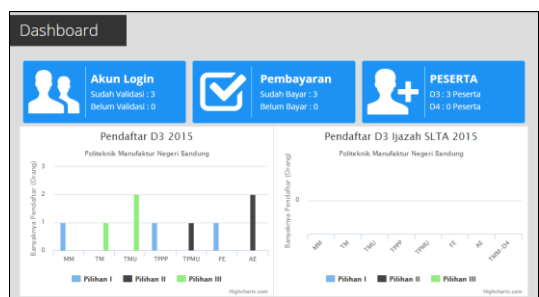 Dashboard
Akun Login
Sudah Validasi : 3
Belum Validasi : 0
Pembayaran
Sudah Bayar : 3
Belum Bayar : 0
PESERTA
D3 : 3 Peserta
D4 : 0 Peserta
Pendaftar D3 2015
Politeknik Manufaktur Negeri Bandung
Banyaknya Pendaftar (Orang)
3
2
1
0
MM TM TMU TPPP TPMU FE AE
Pilihan I Pilihan II Pilihan III
Highcharts.com
Pendaftar D3 Ijazah SLTA 2015
Politeknik Manufaktur Negeri Bandung
Banyaknya Pendaftar (Orang)
0
MM TM TMU TPPP TPMU FE AE TMM-D4
Pilihan I Pilihan II Pilihan III
Highcharts.com